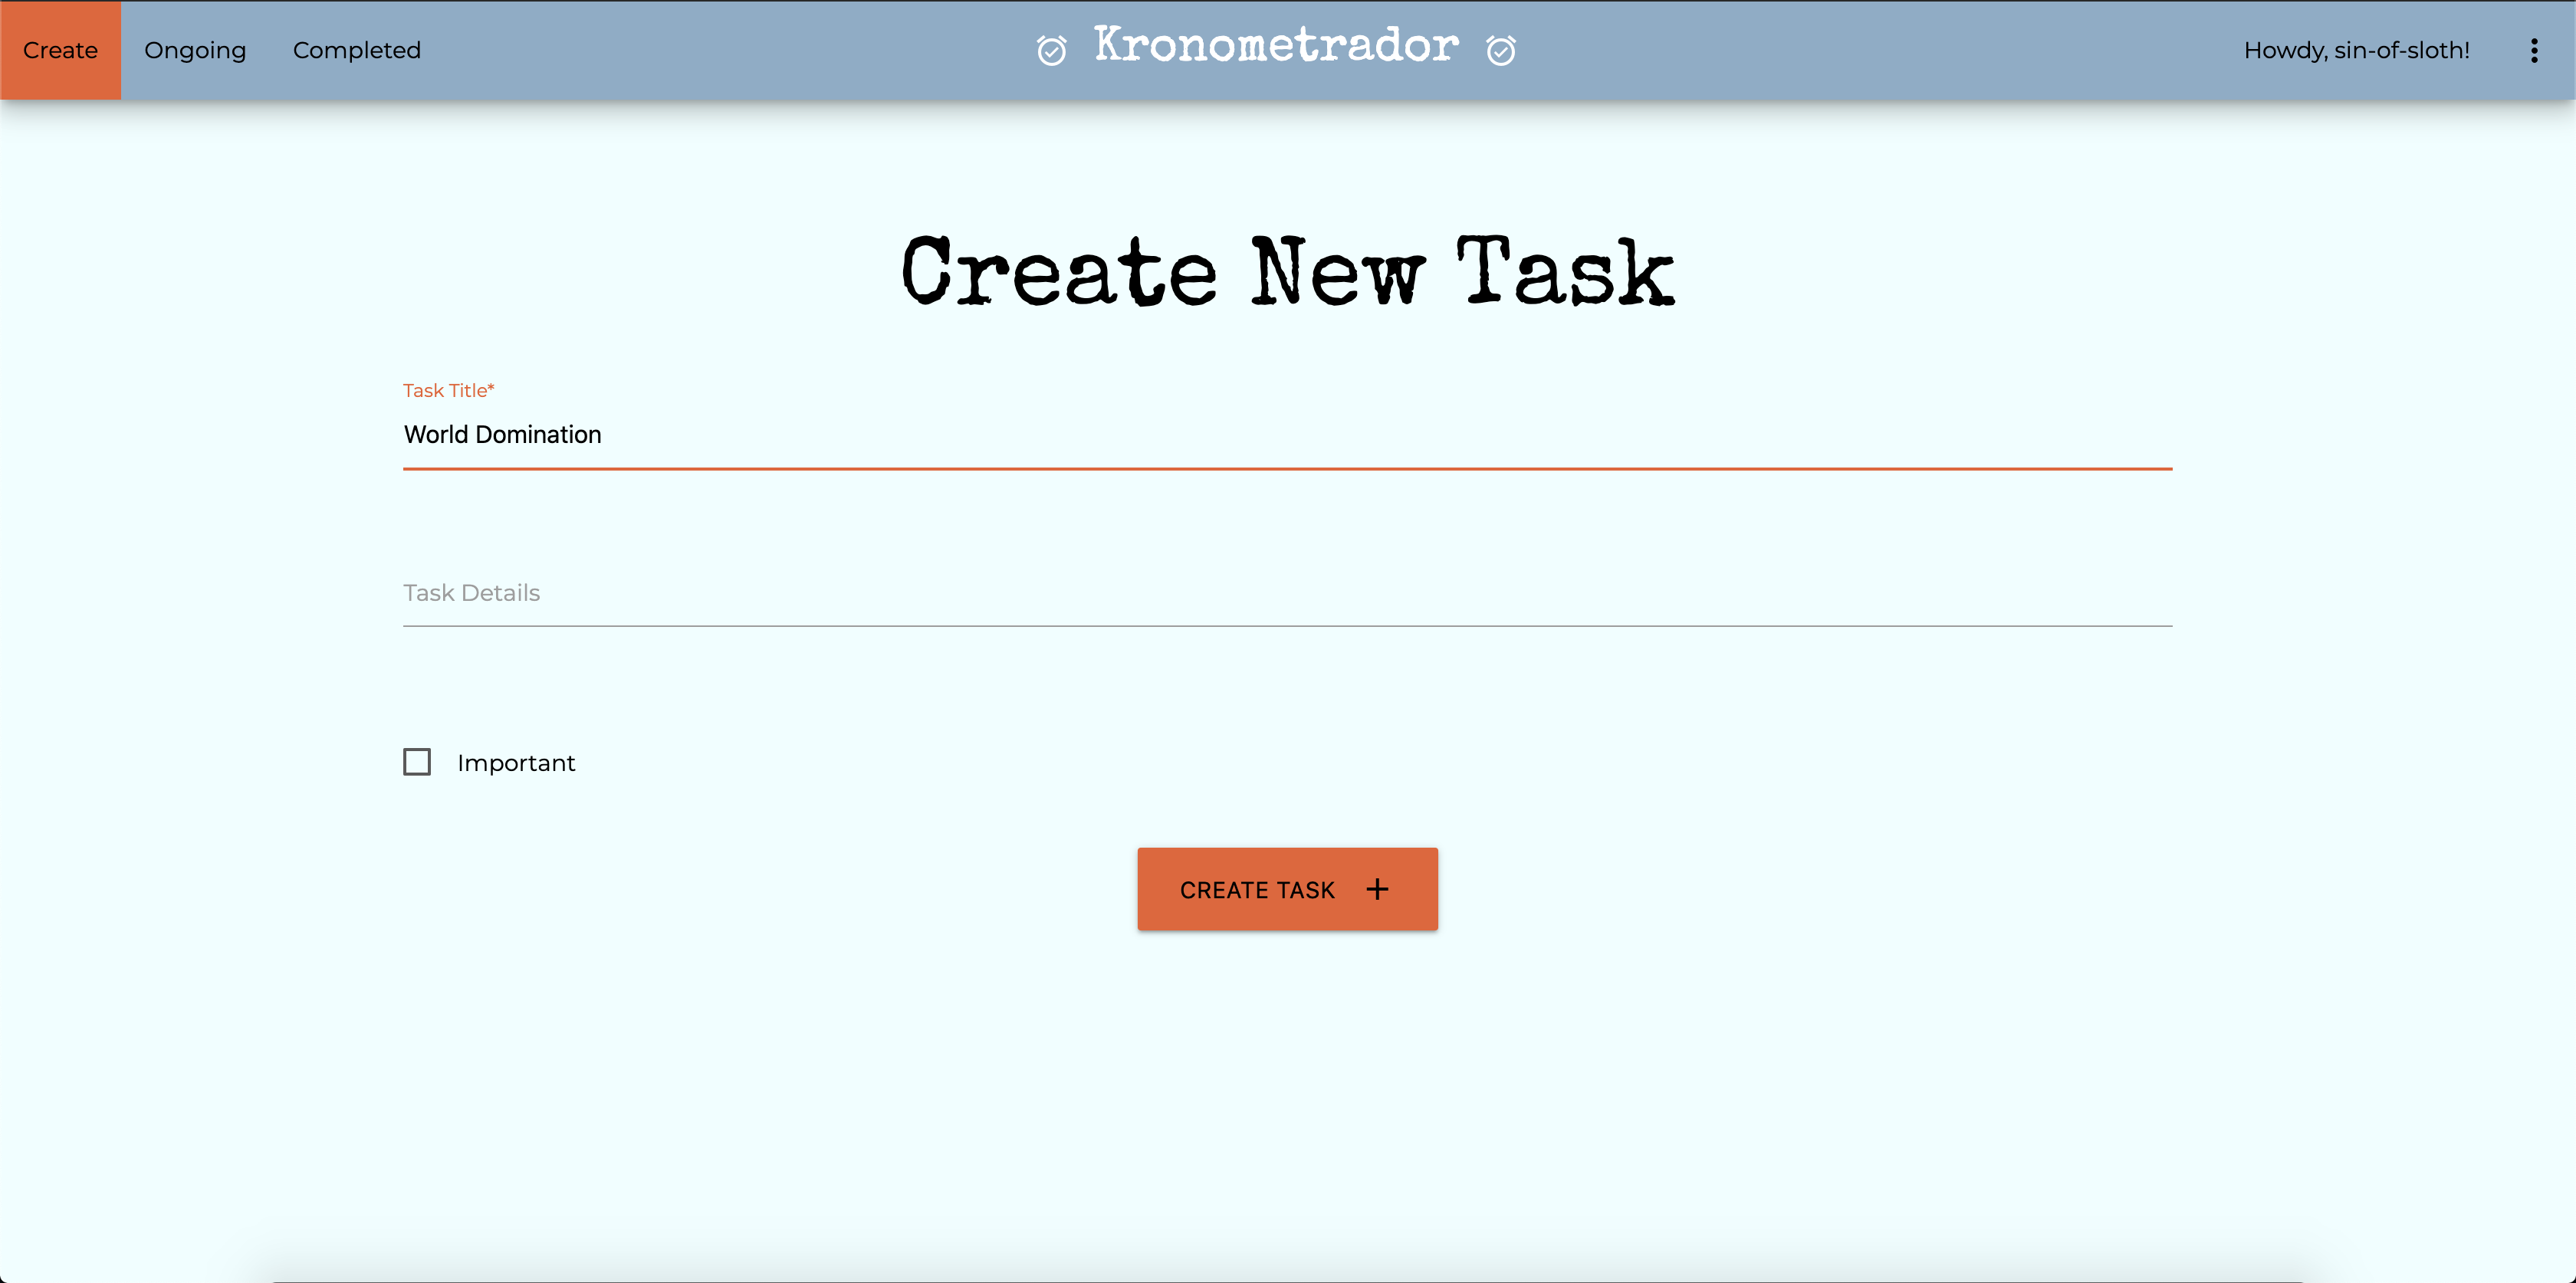 Create Ongoing Completed Kronometrador Howdy, sin-of-sloth!
Create New Task
Task Title*
World Domination
Task Details
Important
CREATE TASK +